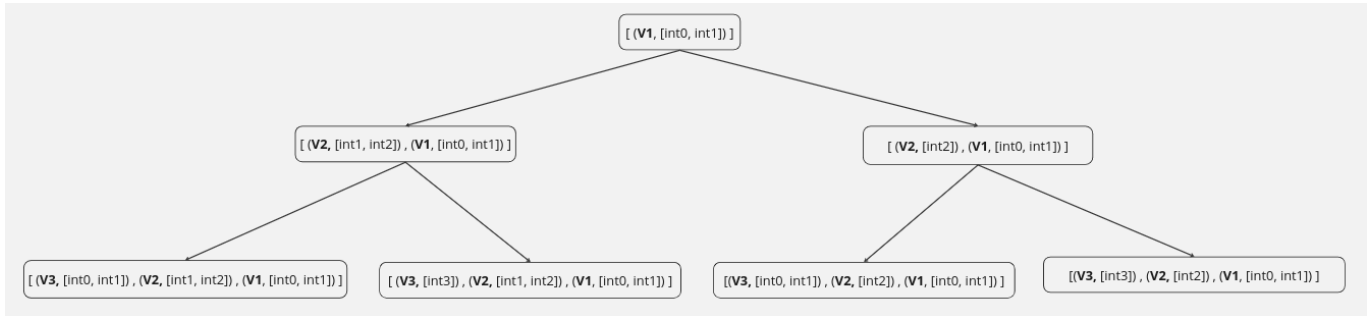 [ (V1, [int0, int1]) ]
[ (V2, [int1, int2]) , (V1, [int0, int1]) ]
[ (V2, [int2]) , (V1, [int0, int1]) ]
[ (V3, [int0, int1]) , (V2, [int1, int2]) , (V1, [int0, int1]) ]
[ (V3, [int3]) , (V2, [int1, int2]) , (V1, [int0, int1]) ]
[(V3, [int0, int1]) , (V2, [int2]) , (V1, [int0, int1]) ]
[(V3, [int3]) , (V2, [int2]) , (V1, [int0, int1]) ]